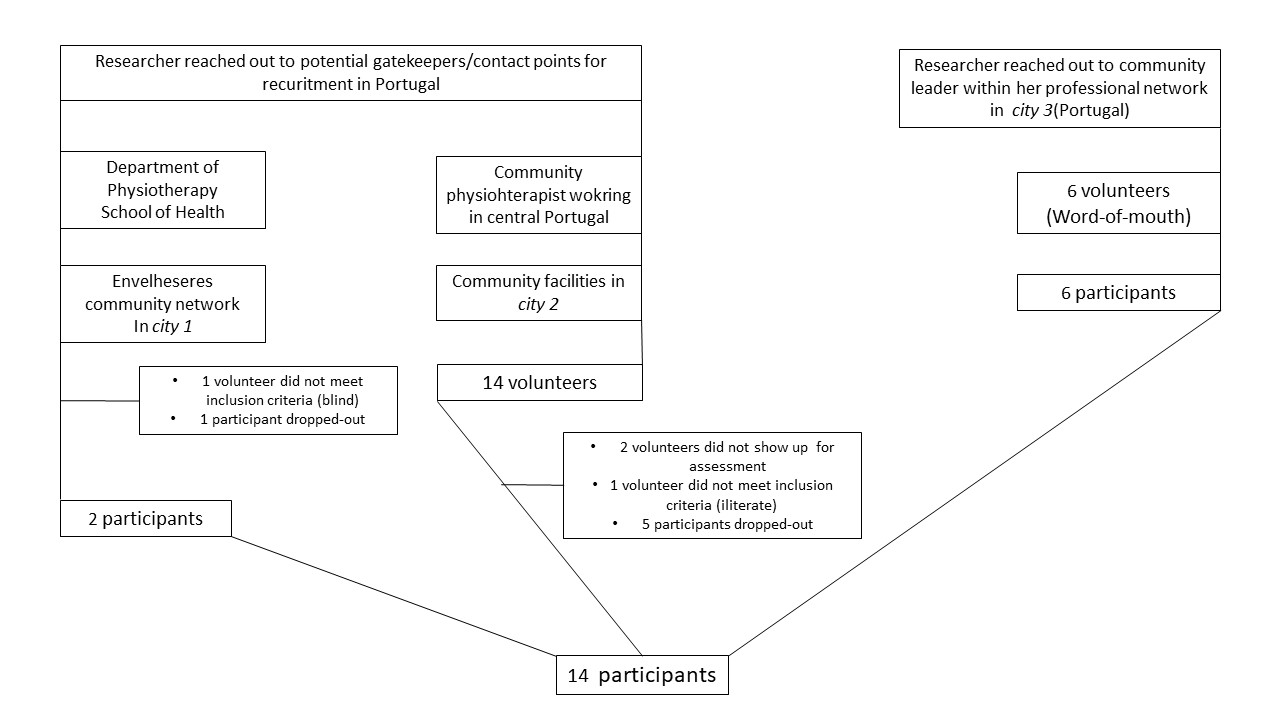 Researcher reached out to potential gatekeepers/contact points for
recuritment in Portugal
Researcher reached out to community
leader within her professional network
in city 3(Portugal)
Department of
Physiotherapy
School of Health
Community
physiohterapist wokring
in central Portugal
6 volunteers
(Word-of-mouth)
Envelheseres
community network
In city 1
Community facilities in
city 2
6 participants
• 1 volunteer did not meet
inclusion criteria (blind)
• 1 participant dropped-out
14 volunteers
• 2 volunteers did not show up for
assessment
• 1 volunteer did not meet inclusion
criteria (iliterate)
• 5 participants dropped-out
2 participants
14 participants